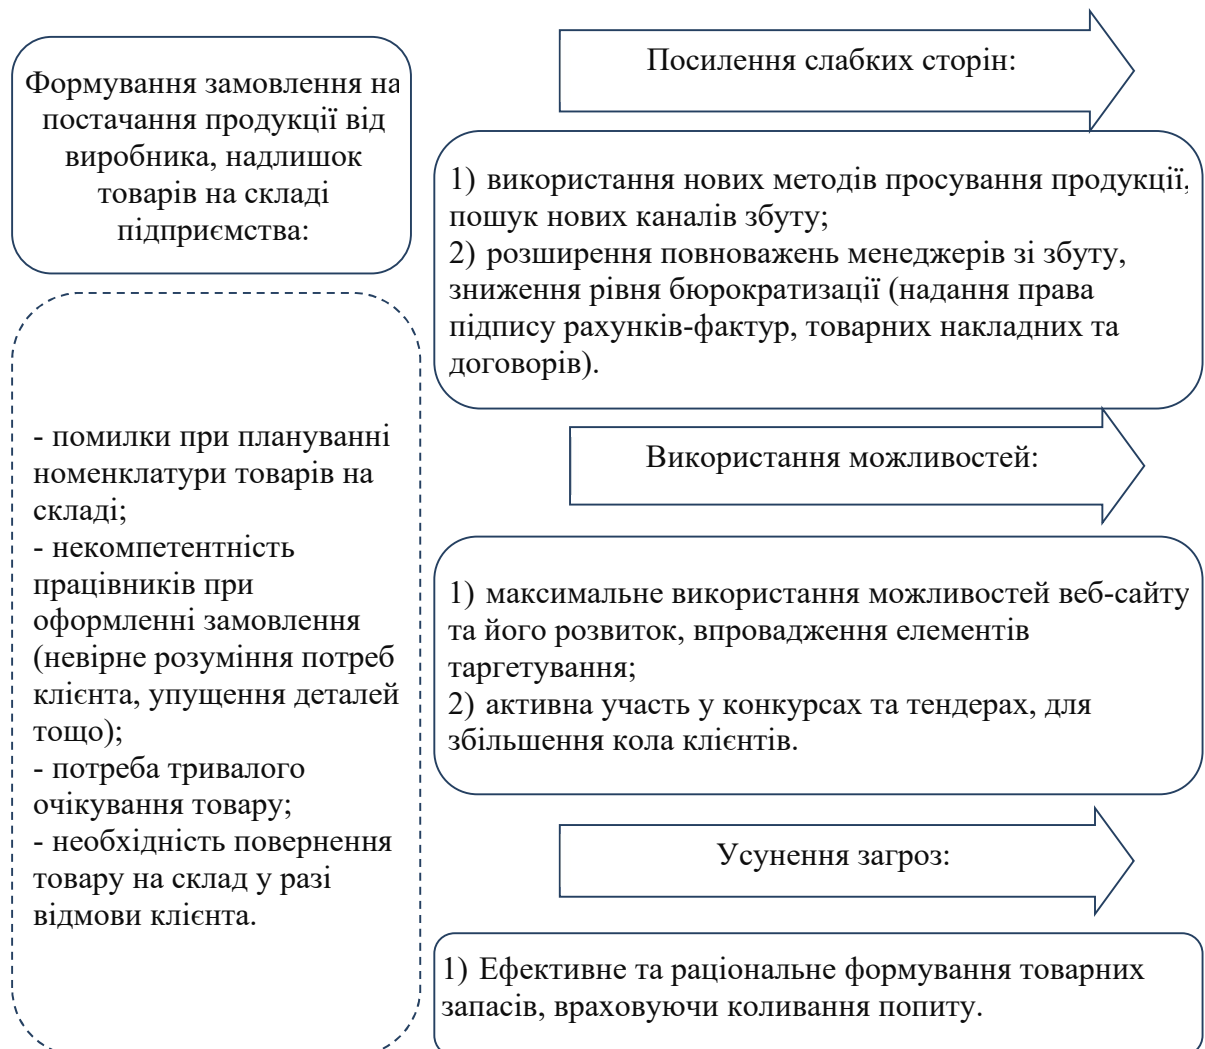 Формування замовлення на
постачання продукції від
виробника, надлишок
товарів на складі
підприємства:
- помилки при плануванні
номенклатури товарів на
складі;
- некомпетентність
працівників при
оформленні замовлення
(невірне розуміння потреб
клієнта, упущення деталей
тощо);
- потреба тривалого
очікування товару;
- необхідність повернення
товару на склад у разі
відмови клієнта.
Посилення слабких сторін:
1) використання нових методів просування продукції,
пошук нових каналів збуту;
2) розширення повноважень менеджерів зі збуту,
зниження рівня бюрократизації (надання права
підпису рахунків-фактур, товарних накладних та
договорів).
Використання можливостей:
1) максимальне використання можливостей веб-сайту
та його розвиток, впровадження елементів
таргетування;
2) активна участь у конкурсах та тендерах, для
збільшення кола клієнтів.
Усунення загроз:
1) Ефективне та раціональне формування товарних
запасів, враховуючи коливання попиту.